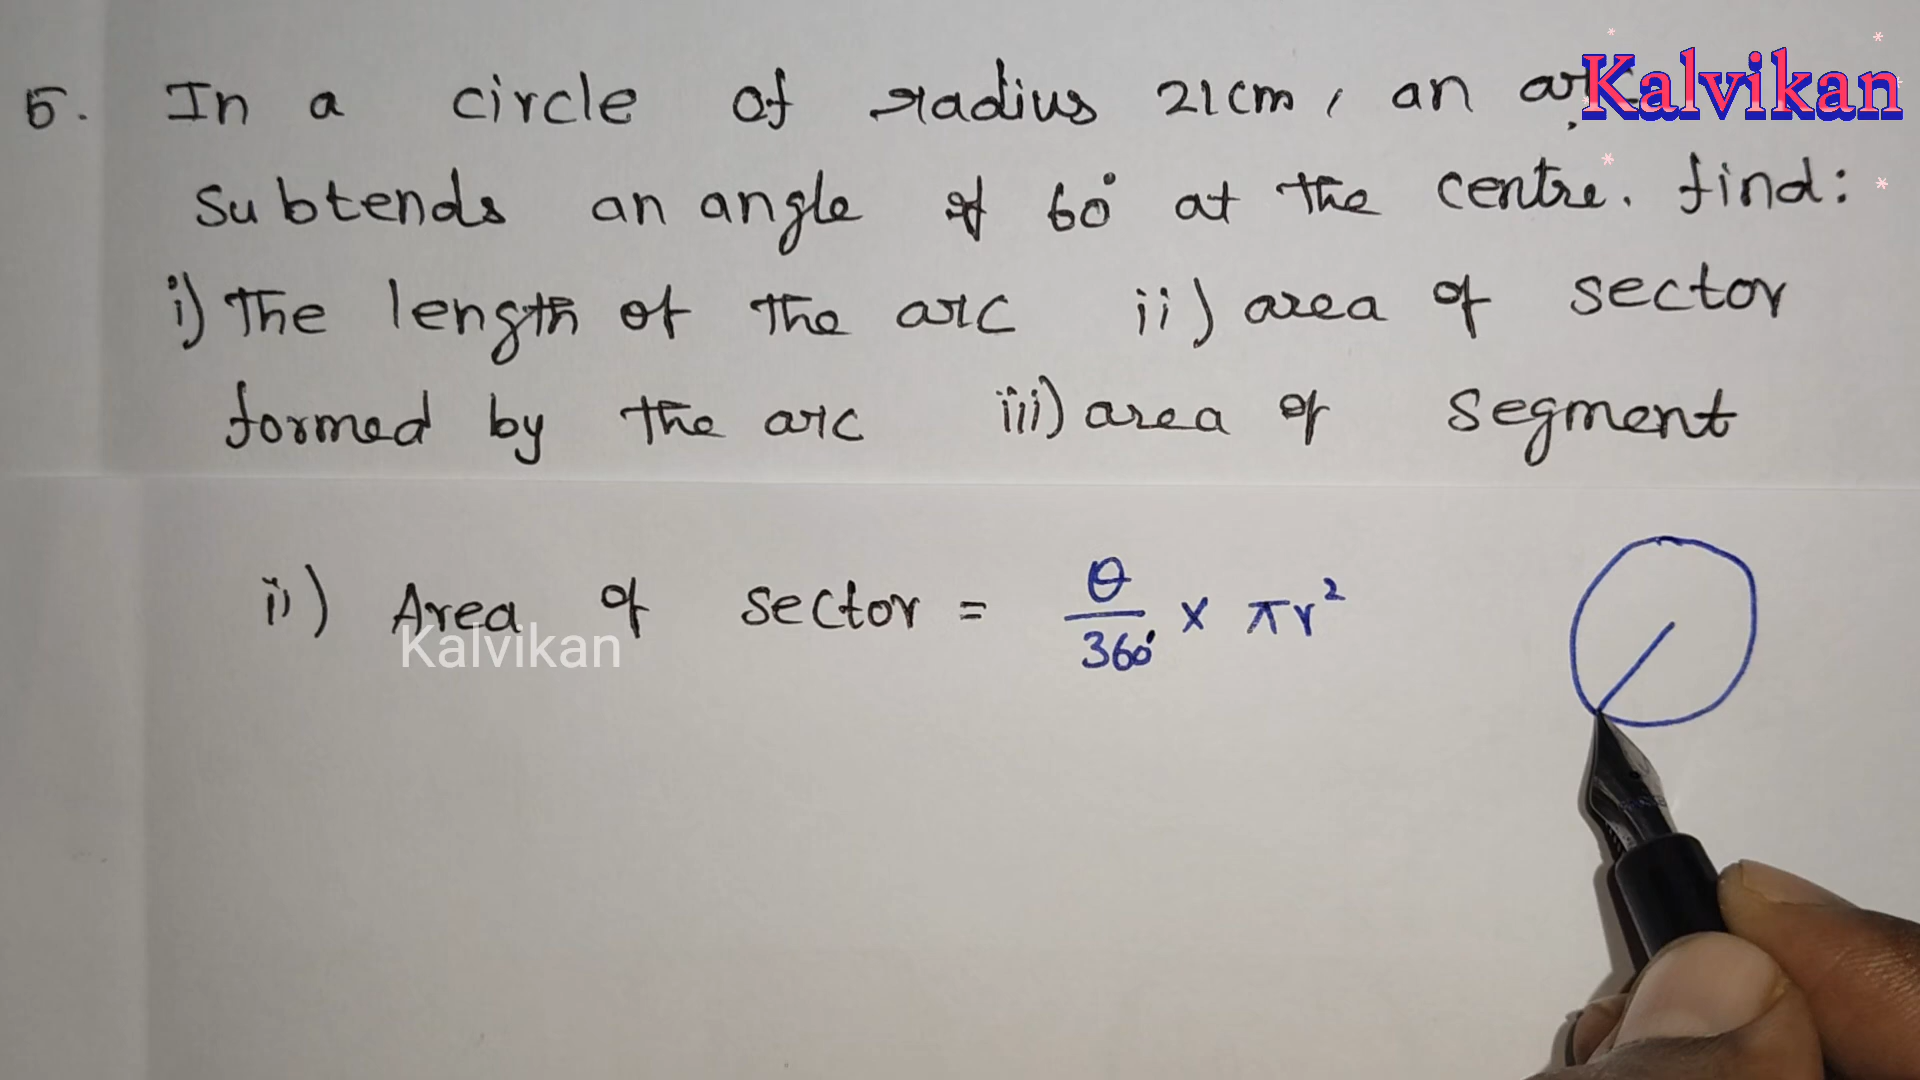 5. In a circle of radius 21cm, an arc
Kalvikan
subtends an angle of 60° at the centre. find:
i) The length of the arc ii) area of sector
formed by the arc iii) area of segment
ii) Area of sector = θ/360° × πr²
Kalvikan